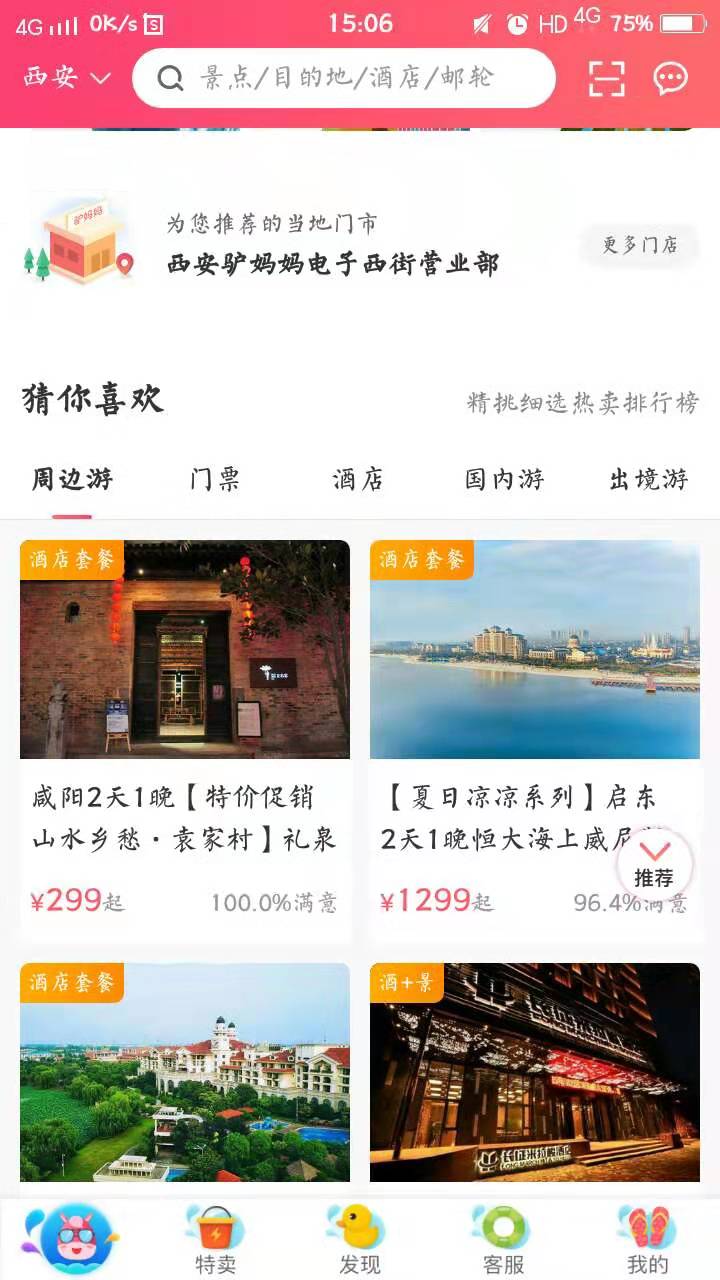 4G 0K/s S 15:06 HD 4G 75%
西安 景点/目的地/酒店/邮轮
驴妈妈
为您推荐的当地门市
西安驴妈妈电子西街营业部
更多门店
猜你喜欢 精挑细选热卖排行榜
周边游 门票 酒店 国内游 出境游
酒店套餐
咸阳2天1晚【特价促销
山水乡愁·袁家村】礼泉
¥299起 100.0%满意
酒店套餐
【夏日凉凉系列】启东
2天1晚恒大海上威尼
¥1299起 96.4%满意
推荐
酒店套餐
酒+景
特卖 发现 客服 我的